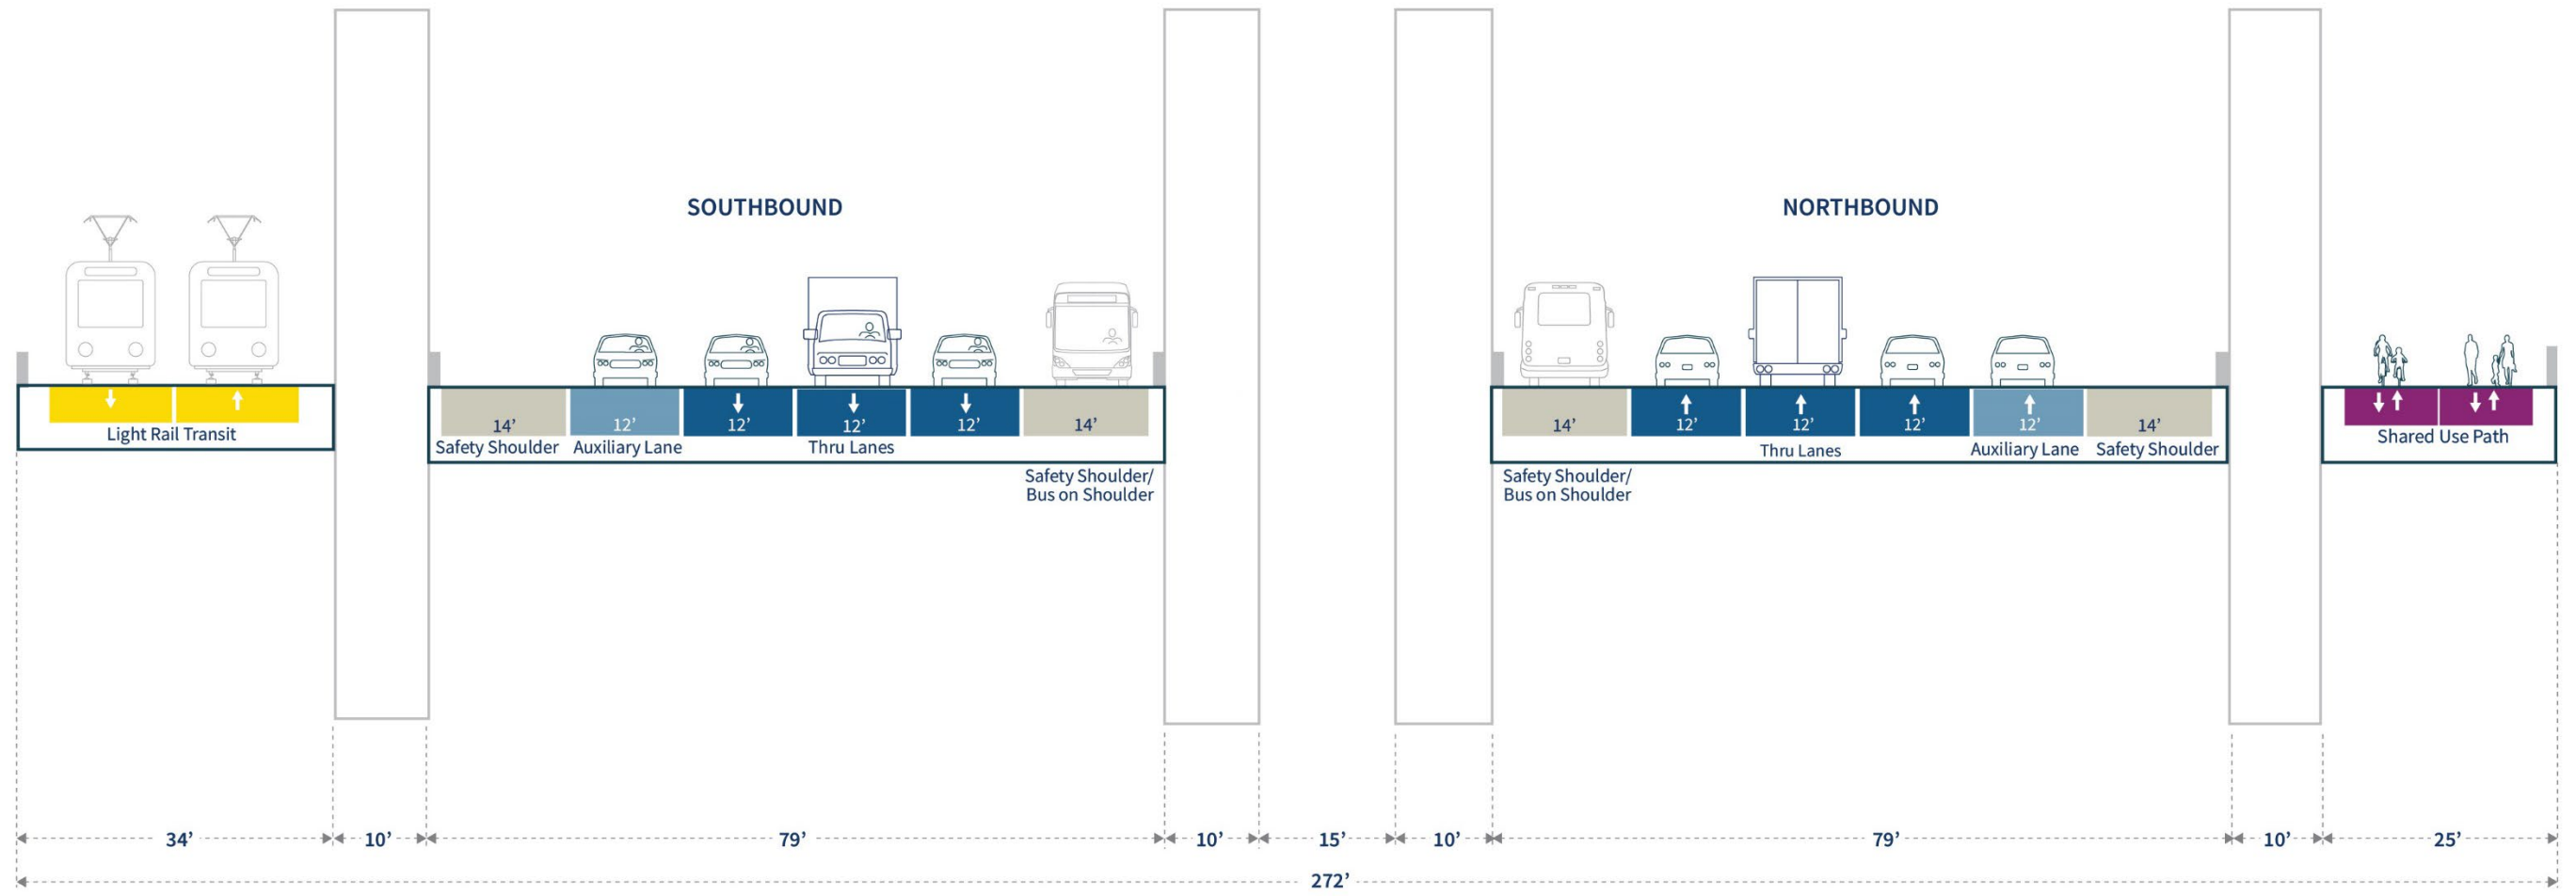 SOUTHBOUND
NORTHBOUND
Light Rail Transit
14’ 12’ 12’ 12’ 12’ 14’
Safety Shoulder Auxiliary Lane Thru Lanes
Safety Shoulder/
Bus on Shoulder
14’ 12’ 12’ 12’ 12’ 14’
Thru Lanes Auxiliary Lane Safety Shoulder
Safety Shoulder/
Bus on Shoulder
Shared Use Path
34’ 10’ 79’ 10’ 15’ 10’ 79’ 10’ 25’
272’